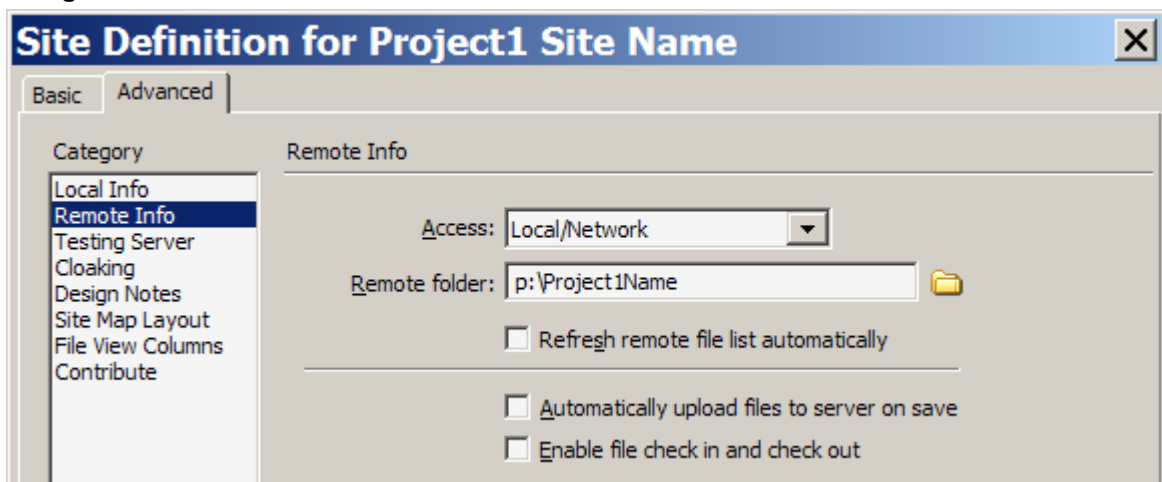 Site Definition for Project1 Site Name
Basic Advanced
Category Remote Info
Local Info
Remote Info
Testing Server
Cloaking
Design Notes
Site Map Layout
File View Columns
Contribute
Access: Local/Network
Remote folder: p:\Project1Name
Refresh remote file list automatically
Automatically upload files to server on save
Enable file check in and check out